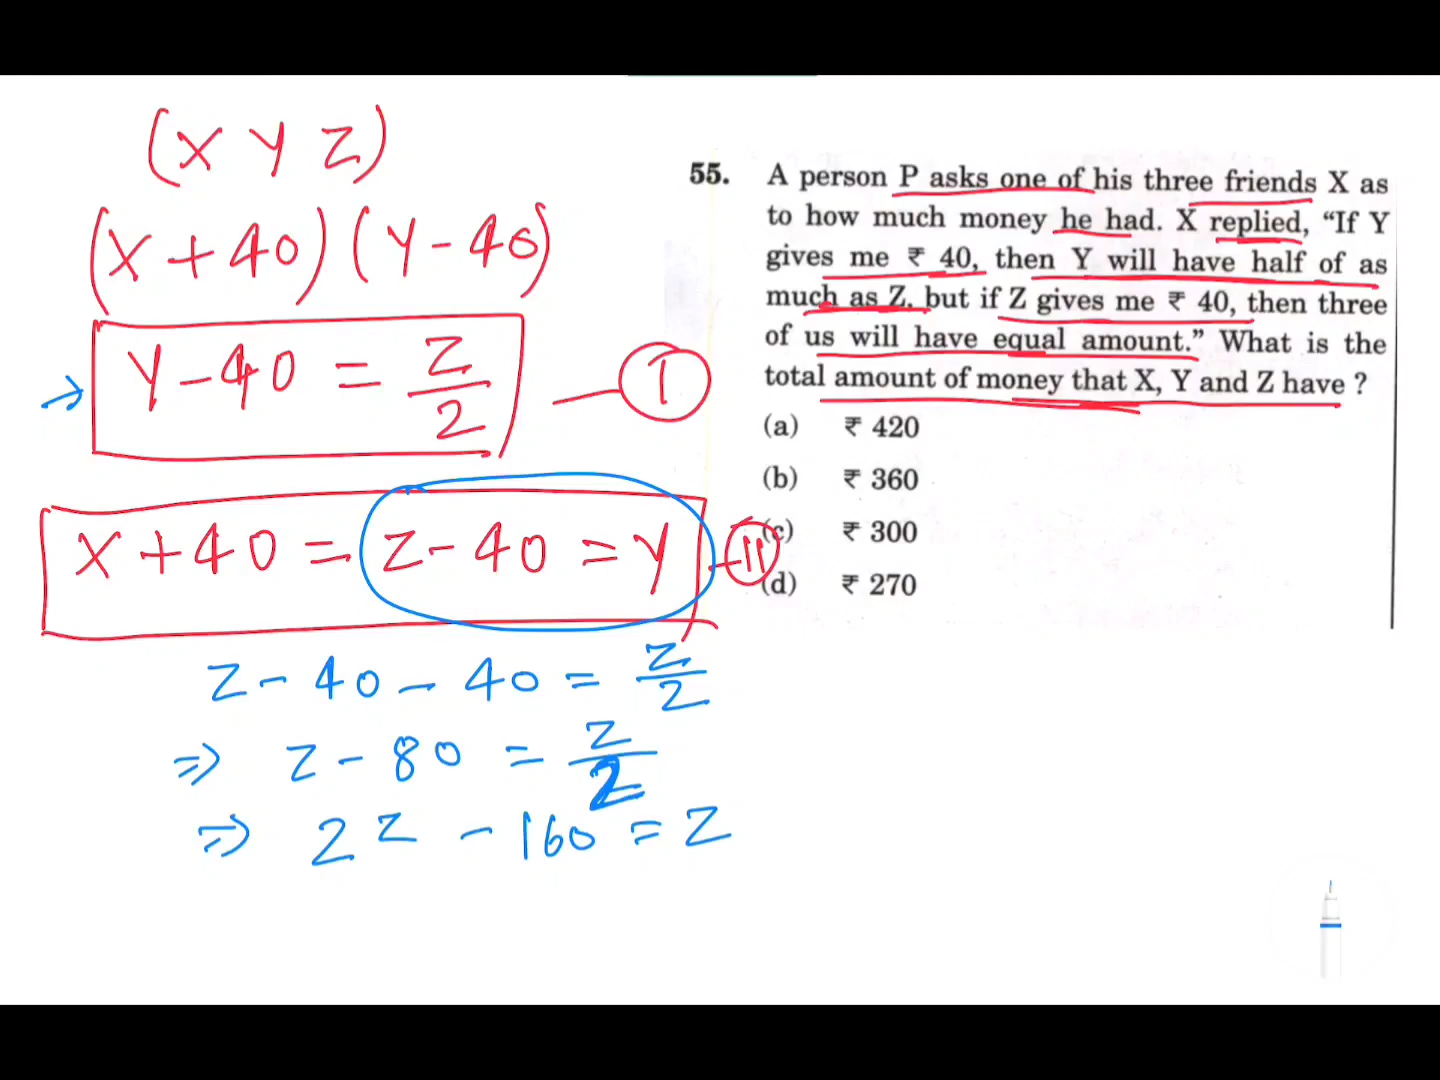 (X Y Z)
(X + 40) (Y - 40)
Y - 40 = Z/2 — I
X + 40 = Z - 40 = Y - II
Z - 40 - 40 = Z/2
⇒ Z - 80 = Z/2
⇒ 2Z - 160 = Z
55. A person P asks one of his three friends X as
to how much money he had. X replied, “If Y
gives me ₹ 40, then Y will have half of as
much as Z, but if Z gives me ₹ 40, then three
of us will have equal amount.” What is the
total amount of money that X, Y and Z have ?
(a) ₹ 420
(b) ₹ 360
(c) ₹ 300
(d) ₹ 270